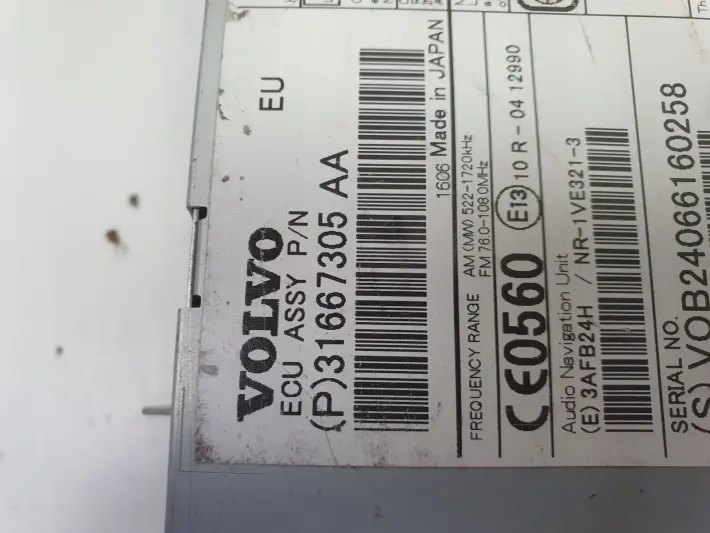 EU
VOLVO
ECU ASSY P/N
(P)31667305 AA
1606 Made in JAPAN
FREQUENCY RANGE AM (MW) 522-1720kHz
FM 76.0-108.0MHz
CE0560 E13 10 R-04 12990
Audio Navigation Unit
(E) 3AFB24H / NR-1VE321-3
SERIAL NO.
(S) VOB24066160258